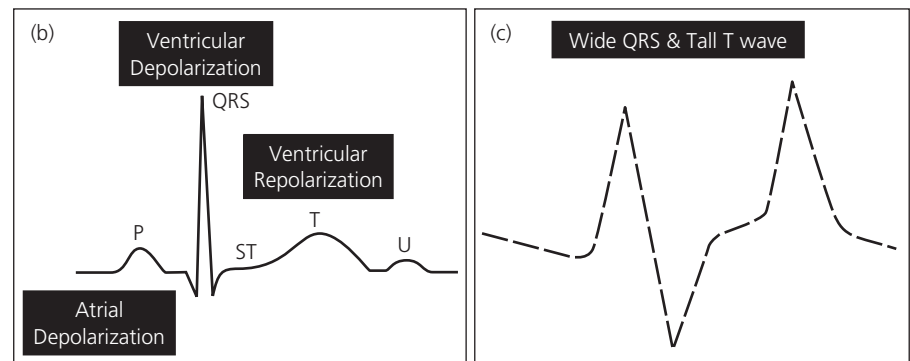 (b)
Ventricular
Depolarization
QRS
Ventricular
Repolarization
P
ST
T
U
Atrial
Depolarization
(c)
Wide QRS & Tall T wave